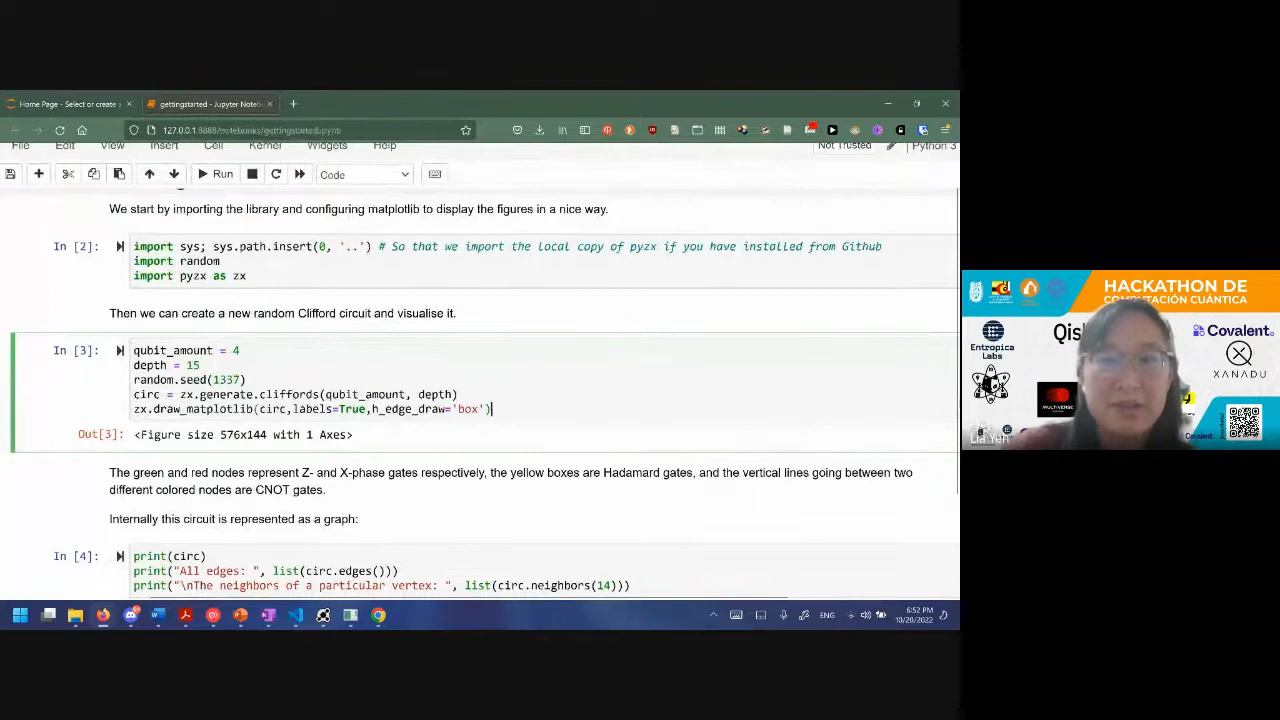 Home Page - Select or create a
gettingstarted - Jupyter Notebo
127.0.0.1:8888/notebooks/gettingstarted.ipynb
File Edit View Insert Cell Kernel Widgets Help
Not Trusted
Python 3
Run
Code
We start by importing the library and configuring matplotlib to display the figures in a nice way.
In [2]:
import sys; sys.path.insert(0, '..') # So that we import the local copy of pyzx if you have installed from Github
import random
import pyzx as zx
Then we can create a new random Clifford circuit and visualise it.
In [3]:
qubit_amount = 4
depth = 15
random.seed(1337)
circ = zx.generate.cliffords(qubit_amount, depth)
zx.draw_matplotlib(circ,labels=True,h_edge_draw='box')
Out[3]: <Figure size 576x144 with 1 Axes>
The green and red nodes represent Z- and X-phase gates respectively, the yellow boxes are Hadamard gates, and the vertical lines going between two
different colored nodes are CNOT gates.
Internally this circuit is represented as a graph:
In [4]:
print(circ)
print("All edges: ", list(circ.edges()))
print("\nThe neighbors of a particular vertex: ", list(circ.neighbors(14)))
ENG
6:52 PM
10/20/2022
HACKATHON DE
COMPUTACIÓN CUÁNTICA
Entropica
Labs
Qis
Covalent.
XANADU
MULTIVERSE
Covalent.
Lia Yeh